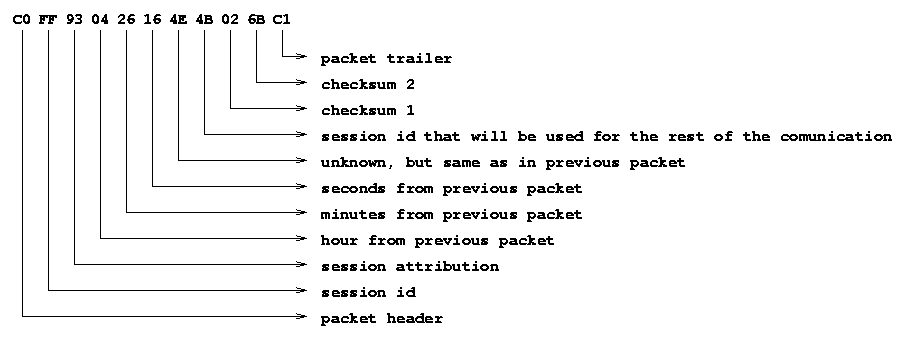 C0 FF 93 04 26 16 4E 4B 02 6B C1
packet trailer
checksum 2
checksum 1
session id that will be used for the rest of the comunication
unknown, but same as in previous packet
seconds from previous packet
minutes from previous packet
hour from previous packet
session attribution
session id
packet header